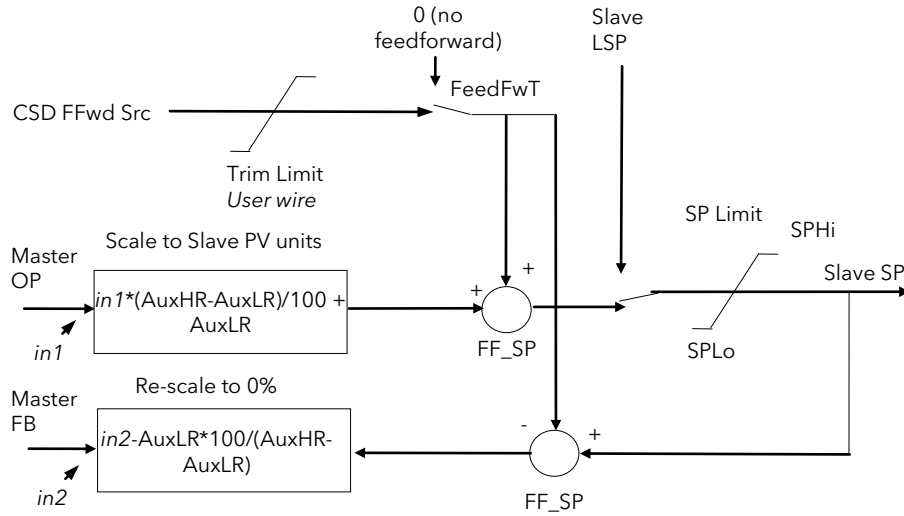 0 (no
feedforward)
Slave
LSP
FeedFwT
CSD FFwd Src
Trim Limit
User wire
SP Limit
SPHi
Scale to Slave PV units
Master
OP
Slave SP
in1*(AuxHR-AuxLR)/100 +
AuxLR
+
+
in1
FF_SP
SPLo
Re-scale to 0%
Master
FB
in2-AuxLR*100/(AuxHR-
AuxLR)
-
+
in2
FF_SP